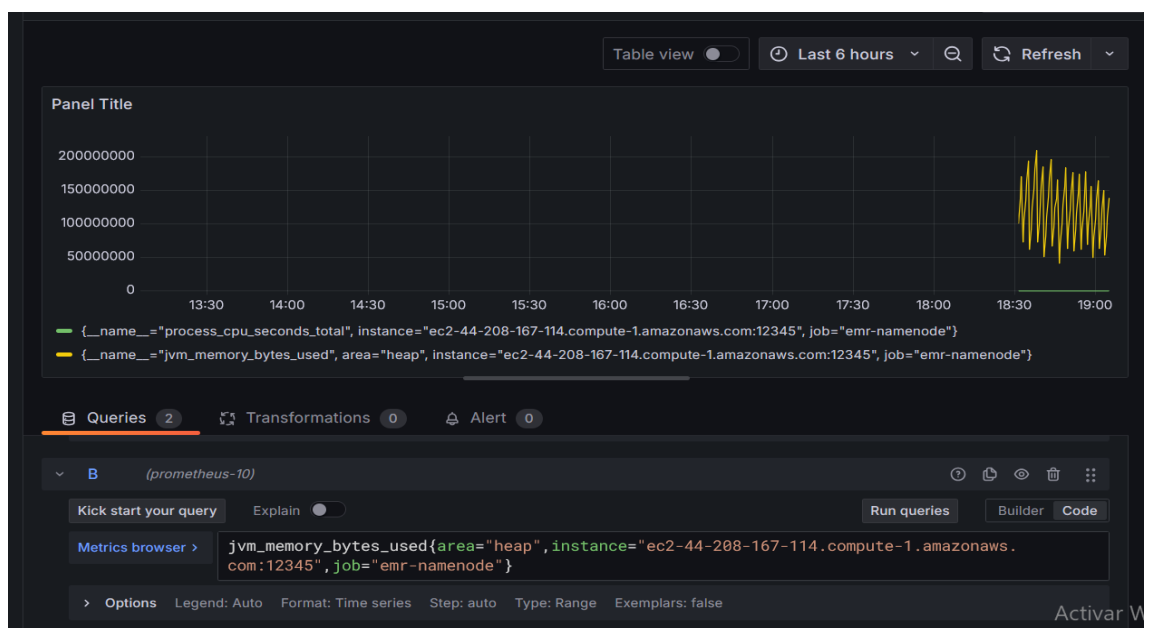 Table view Last 6 hours Refresh
Panel Title
200000000
150000000
100000000
50000000
0
13:30 14:00 14:30 15:00 15:30 16:00 16:30 17:00 17:30 18:00 18:30 19:00
{__name__="process_cpu_seconds_total", instance="ec2-44-208-167-114.compute-1.amazonaws.com:12345", job="emr-namenode"}
{__name__="jvm_memory_bytes_used", area="heap", instance="ec2-44-208-167-114.compute-1.amazonaws.com:12345", job="emr-namenode"}
Queries 2 Transformations 0 Alert 0
B (prometheus-10)
Kick start your query Explain Run queries Builder Code
Metrics browser > jvm_memory_bytes_used{area="heap",instance="ec2-44-208-167-114.compute-1.amazonaws.
com:12345",job="emr-namenode"}
> Options Legend: Auto Format: Time series Step: auto Type: Range Exemplars: false
Activar W